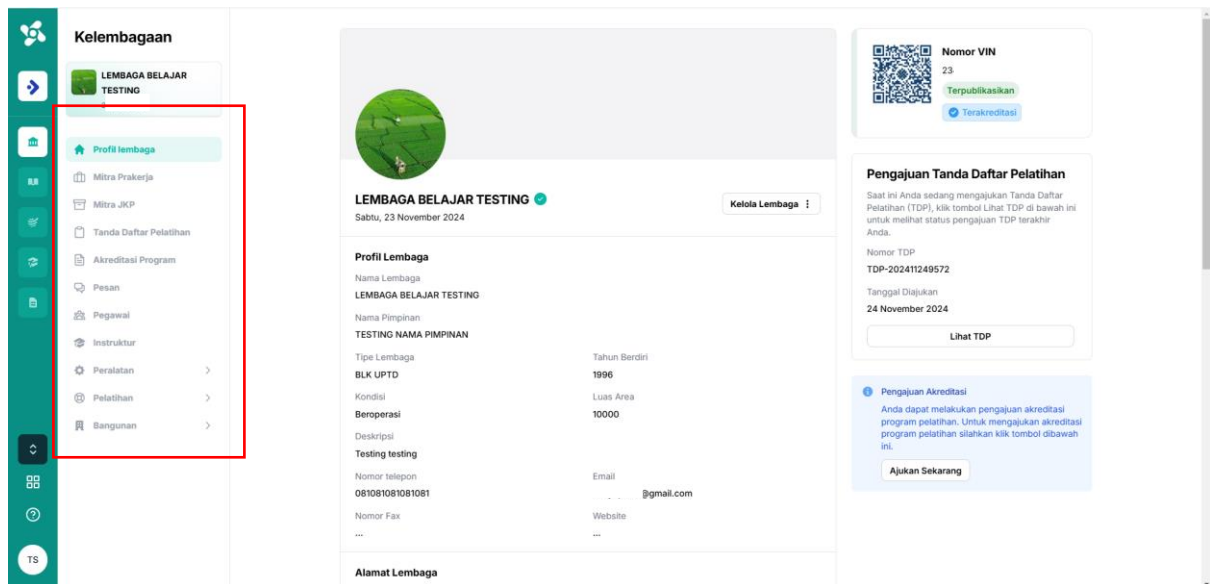 Kelembagaan
LEMBAGA BELAJAR
TESTING
Profil lembaga
Mitra Prakerja
Mitra JKP
Tanda Daftar Pelatihan
Akreditasi Program
Pesan
Pegawai
Instruktur
Peralatan
Pelatihan
Bangunan
TS
LEMBAGA BELAJAR TESTING
Sabtu, 23 November 2024
Kelola Lembaga
Profil Lembaga
Nama Lembaga
LEMBAGA BELAJAR TESTING
Nama Pimpinan
TESTING NAMA PIMPINAN
Tipe Lembaga
BLK UPTD
Tahun Berdiri
1996
Kondisi
Beroperasi
Luas Area
10000
Deskripsi
Testing testing
Nomor telepon
081081081081081
Email
@gmail.com
Nomor Fax
...
Website
...
Alamat Lembaga
Nomor VIN
23
Terpublikasikan
Terakreditasi
Pengajuan Tanda Daftar Pelatihan
Saat ini Anda sedang mengajukan Tanda Daftar
Pelatihan (TDP), klik tombol Lihat TDP di bawah ini
untuk melihat status pengajuan TDP terakhir
Anda.
Nomor TDP
TDP-202411249572
Tanggal Diajukan
24 November 2024
Lihat TDP
Pengajuan Akreditasi
Anda dapat melakukan pengajuan akreditasi
program pelatihan. Untuk mengajukan akreditasi
program pelatihan silahkan klik tombol dibawah
ini.
Ajukan Sekarang